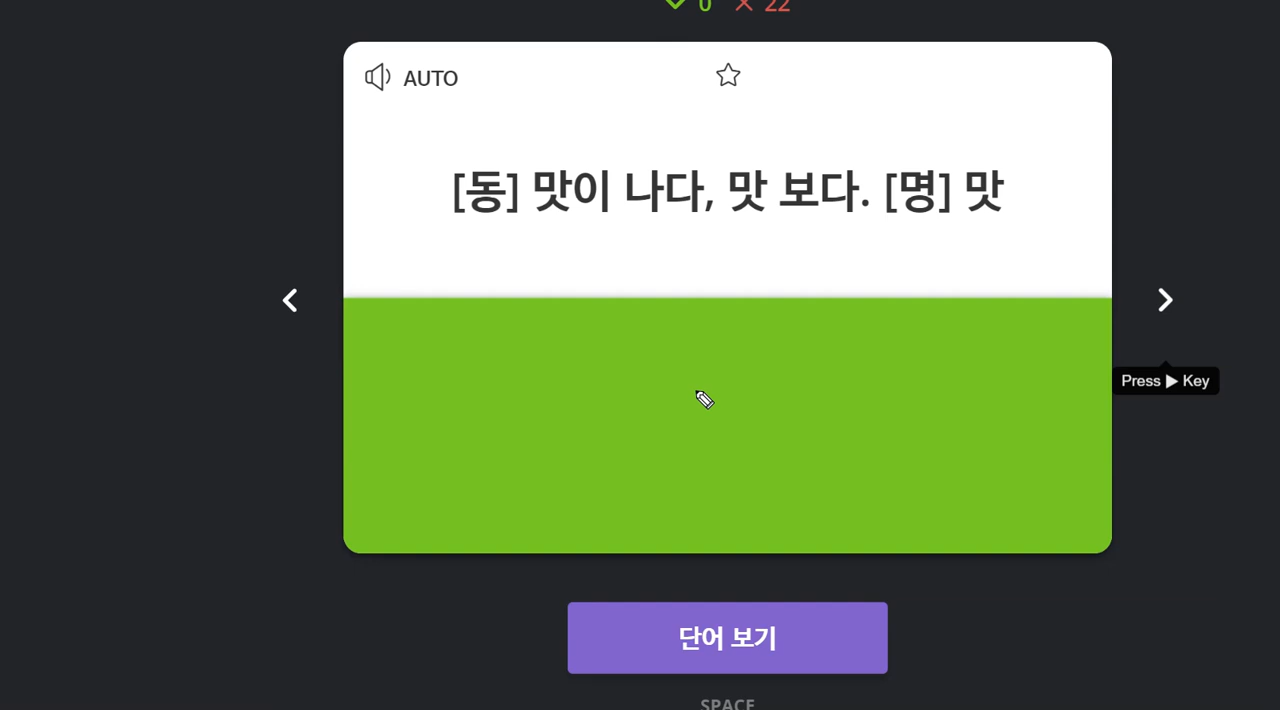 0 22
AUTO
[동] 맛이 나다, 맛 보다. [명] 맛
Press ▶ Key
단어 보기
SPACE